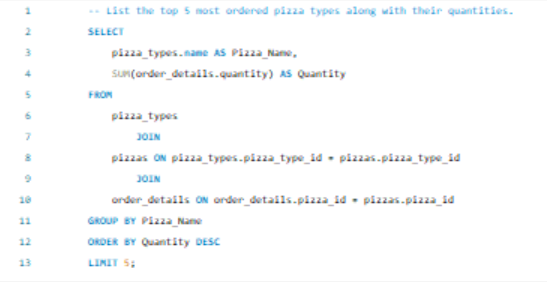 1 -- List the top 5 most ordered pizza types along with their quantities.
2 SELECT
3 pizza_types.name AS Pizza_Name,
4 SUM(order_details.quantity) AS Quantity
5 FROM
6 pizza_types
7 JOIN
8 pizzas ON pizza_types.pizza_type_id = pizzas.pizza_type_id
9 JOIN
10 order_details ON order_details.pizza_id = pizzas.pizza_id
11 GROUP BY Pizza_Name
12 ORDER BY Quantity DESC
13 LIMIT 5;